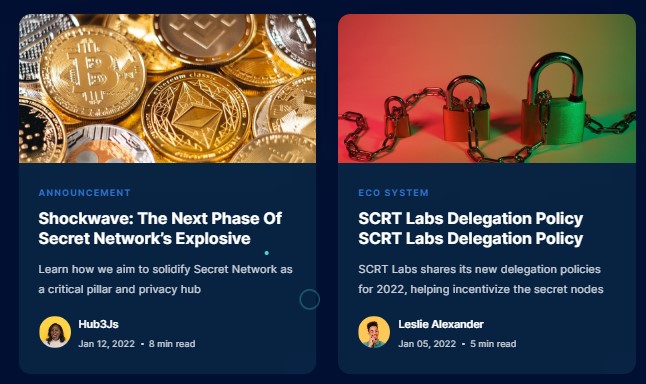 ANNOUNCEMENT
Shockwave: The Next Phase Of
Secret Network's Explosive
Learn how we aim to solidify Secret Network as
a critical pillar and privacy hub
Hub3Js
Jan 12, 2022 • 8 min read
ECO SYSTEM
SCRT Labs Delegation Policy
SCRT Labs Delegation Policy
SCRT Labs shares its new delegation policies
for 2022, helping incentivize the secret nodes
Leslie Alexander
Jan 05, 2022 • 5 min read